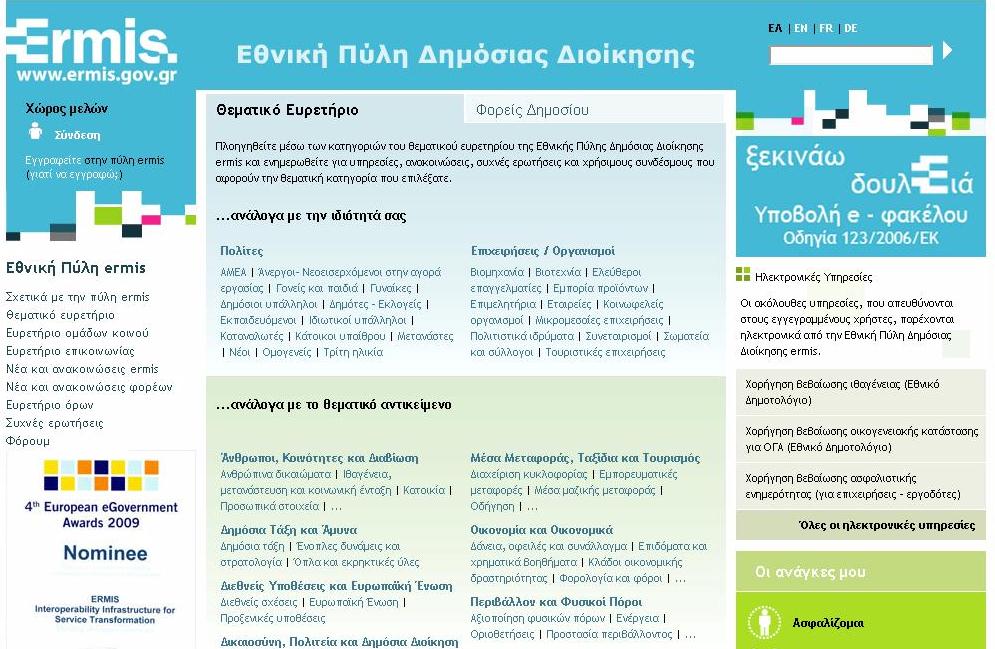 Ermis.
www.ermis.gov.gr
Εθνική Πύλη Δημόσιας Διοίκησης
ΕΛ | EN | FR | DE
Χώρος μελών
Σύνδεση
Εγγραφείτε στην πύλη ermis
(γιατί να εγγραφώ;)
Εθνική Πύλη ermis
Σχετικά με την πύλη ermis
Θεματικό ευρετήριο
Ευρετήριο ομάδων κοινού
Ευρετήριο επικοινωνίας
Νέα και ανακοινώσεις ermis
Νέα και ανακοινώσεις φορέων
Ευρετήριο όρων
Συχνές ερωτήσεις
Φόρουμ
4th European eGovernment
Awards 2009
Nominee
ERMIS
Interoperability Infrastructure for
Service Transformation
Θεματικό Ευρετήριο
Φορείς Δημοσίου
Πλοηγηθείτε μέσω των κατηγοριών του θεματικού ευρετηρίου της Εθνικής Πύλης Δημόσιας Διοίκησης
ermis και ενημερωθείτε για υπηρεσίες, ανακοινώσεις, συχνές ερωτήσεις και χρήσιμους συνδέσμους που
αφορούν την θεματική κατηγορία που επιλέξατε.
...ανάλογα με την ιδιότητά σας
Πολίτες
ΑΜΕΑ | Άνεργοι- Νεοεισερχόμενοι στην αγορά
εργασίας | Γονείς και παιδιά | Γυναίκες |
Δημόσιοι υπάλληλοι | Δημότες - Εκλογείς |
Εκπαιδευόμενοι | Ιδιωτικοί υπάλληλοι |
Καταναλωτές | Κάτοικοι υπαίθρου | Μετανάστες
| Νέοι | Ομογενείς | Τρίτη ηλικία
Επιχειρήσεις / Οργανισμοί
Βιομηχανία | Βιοτεχνία | Ελεύθεροι
επαγγελματίες | Εμπορία προϊόντων |
Επιμελητήρια | Εταιρείες | Κοινωφελείς
οργανισμοί | Μικρομεσαίες επιχειρήσεις |
Πολιτιστικά ιδρύματα | Συνεταιρισμοί | Σωματεία
και σύλλογοι | Τουριστικές επιχειρήσεις
...ανάλογα με το θεματικό αντικείμενο
Άνθρωποι, Κοινότητες και Διαβίωση
Ανθρώπινα δικαιώματα | Ιθαγένεια,
μετανάστευση και κοινωνική ένταξη | Κατοικία |
Προσωπικά στοιχεία | ...
Δημόσια Τάξη και Άμυνα
Δημόσια τάξη | Ένοπλες δυνάμεις και
στρατολογία | Όπλα και εκρηκτικές ύλες
Διεθνείς Υποθέσεις και Ευρωπαϊκή Ένωση
Διεθνείς σχέσεις | Ευρωπαϊκή Ένωση |
Προξενικές υποθέσεις
Δικαιοσύνη, Πολιτεία και Δημόσια Διοίκηση
Μέσα Μεταφοράς, Ταξίδια και Τουρισμός
Διαχείριση κυκλοφορίας | Εμπορευματικές
μεταφορές | Μέσα μαζικής μεταφοράς |
Οδήγηση | ...
Οικονομία και Οικονομικά
Δάνεια, οφειλές και συνάλλαγμα | Επιδόματα και
χρηματικά βοηθήματα | Κλάδοι οικονομικής
δραστηριότητας | Φορολογία και φόροι | ...
Περιβάλλον και Φυσικοί Πόροι
Αξιοποίηση φυσικών πόρων | Ενέργεια |
Οριοθετήσεις | Προστασία περιβάλλοντος | ...
ξεκινάω
δουλΕιά
Υποβολή e - φακέλου
Οδηγία 123/2006/ΕΚ
Ηλεκτρονικές Υπηρεσίες
Οι ακόλουθες υπηρεσίες, που απευθύνονται
στους εγγεγραμμένους χρήστες, παρέχονται
ηλεκτρονικά από την Εθνική Πύλη Δημόσιας
Διοίκησης ermis.
Χορήγηση Βεβαίωσης ιθαγένειας (Εθνικό
Δημοτολόγιο)
Χορήγηση Βεβαίωσης οικογενειακής κατάστασης
για ΟΓΑ (Εθνικό Δημοτολόγιο)
Χορήγηση Βεβαίωσης ασφαλιστικής
ενημερότητας (για επιχειρήσεις - εργοδότες)
Όλες οι ηλεκτρονικές υπηρεσίες
Οι ανάγκες μου
Ασφαλίζομαι